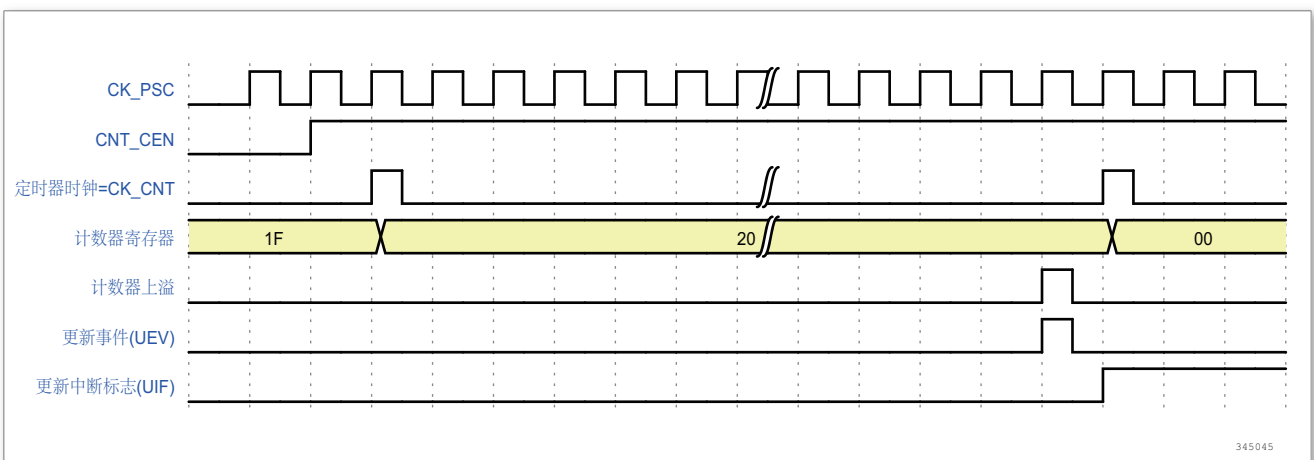 CK_PSC
CNT_CEN
定时器时钟=CK_CNT
计数器寄存器 1F 20 00
计数器上溢
更新事件(UEV)
更新中断标志(UIF)
345045